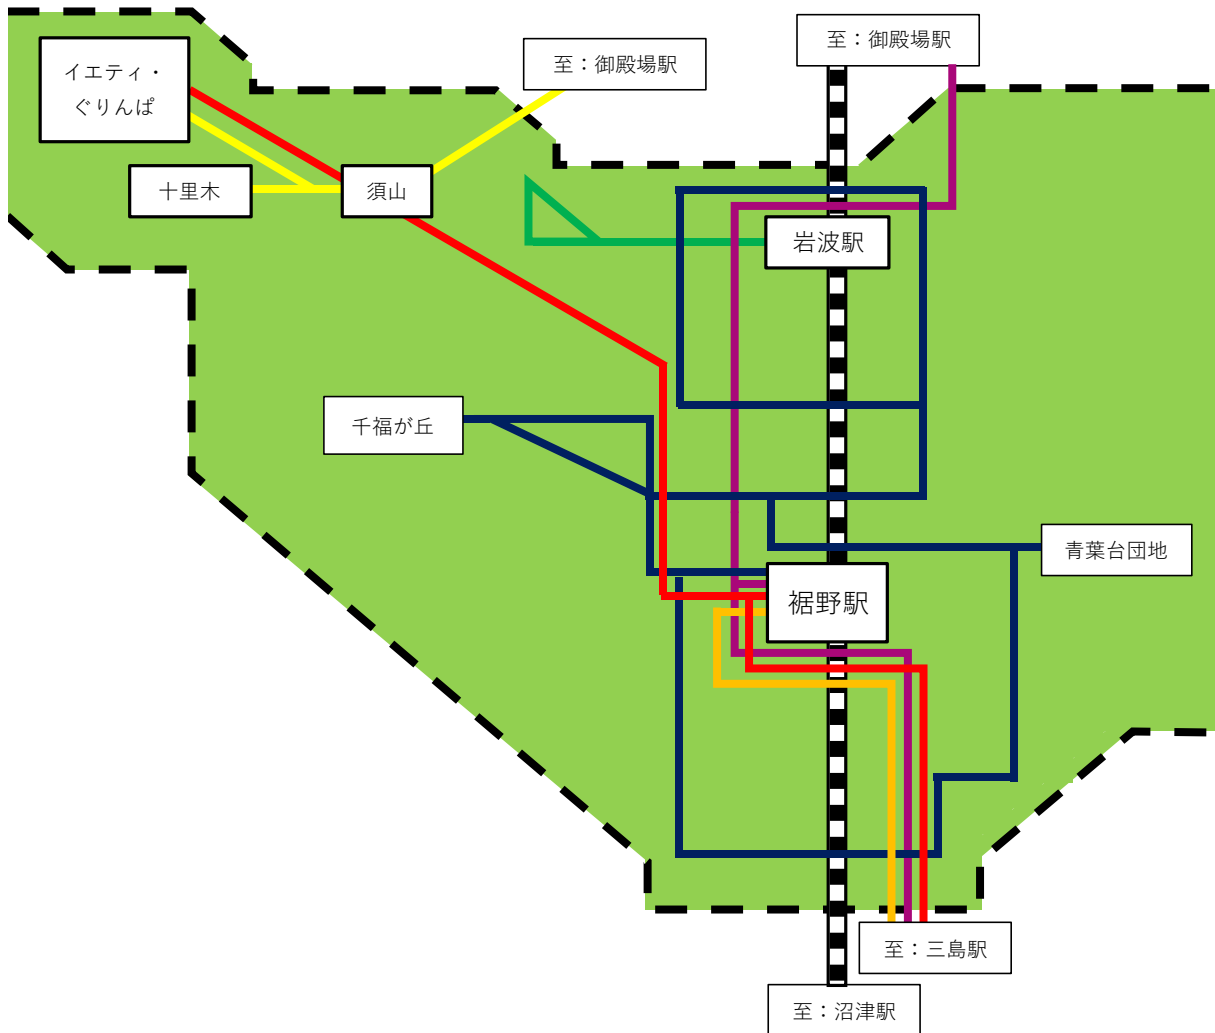 至：御殿場駅
至：御殿場駅
イエティ・
ぐりんぱ
十里木
須山
岩波駅
千福が丘
青葉台団地
裾野駅
至：三島駅
至：沼津駅